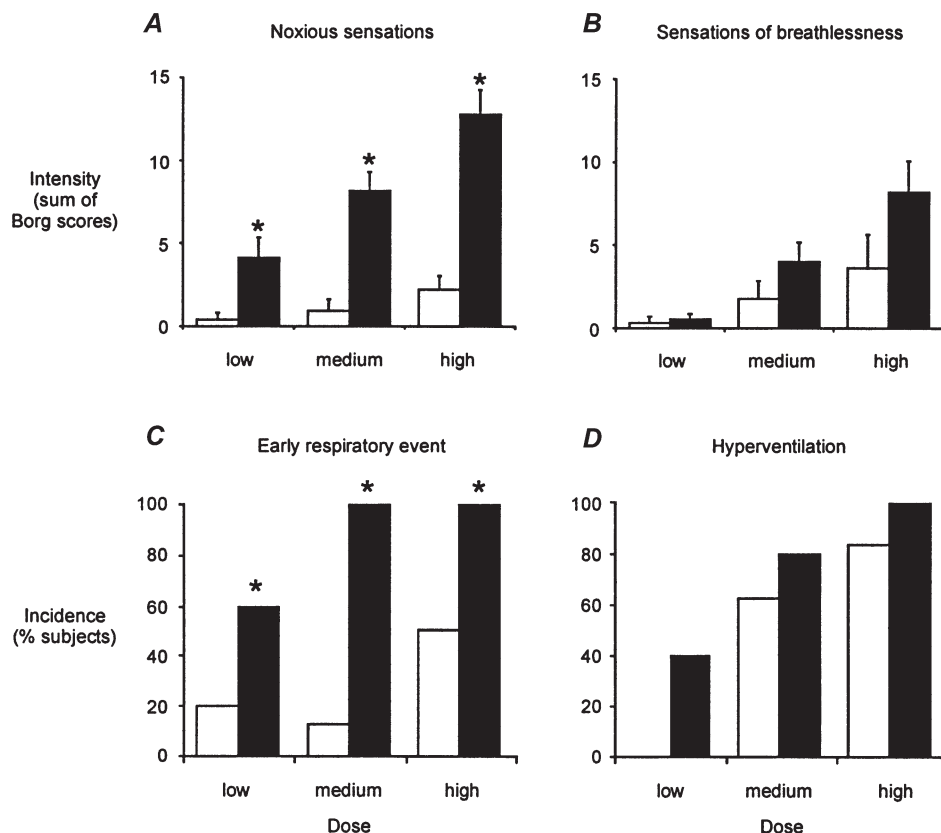 A Noxious sensations
Intensity
(sum of
Borg scores)
15
10
5
0
*
*
*
low medium high
B Sensations of breathlessness
15
10
5
0
low medium high
C Early respiratory event
Incidence
(% subjects)
100
80
60
40
20
0
*
*
*
low medium high
Dose
D Hyperventilation
100
80
60
40
20
0
low medium high
Dose